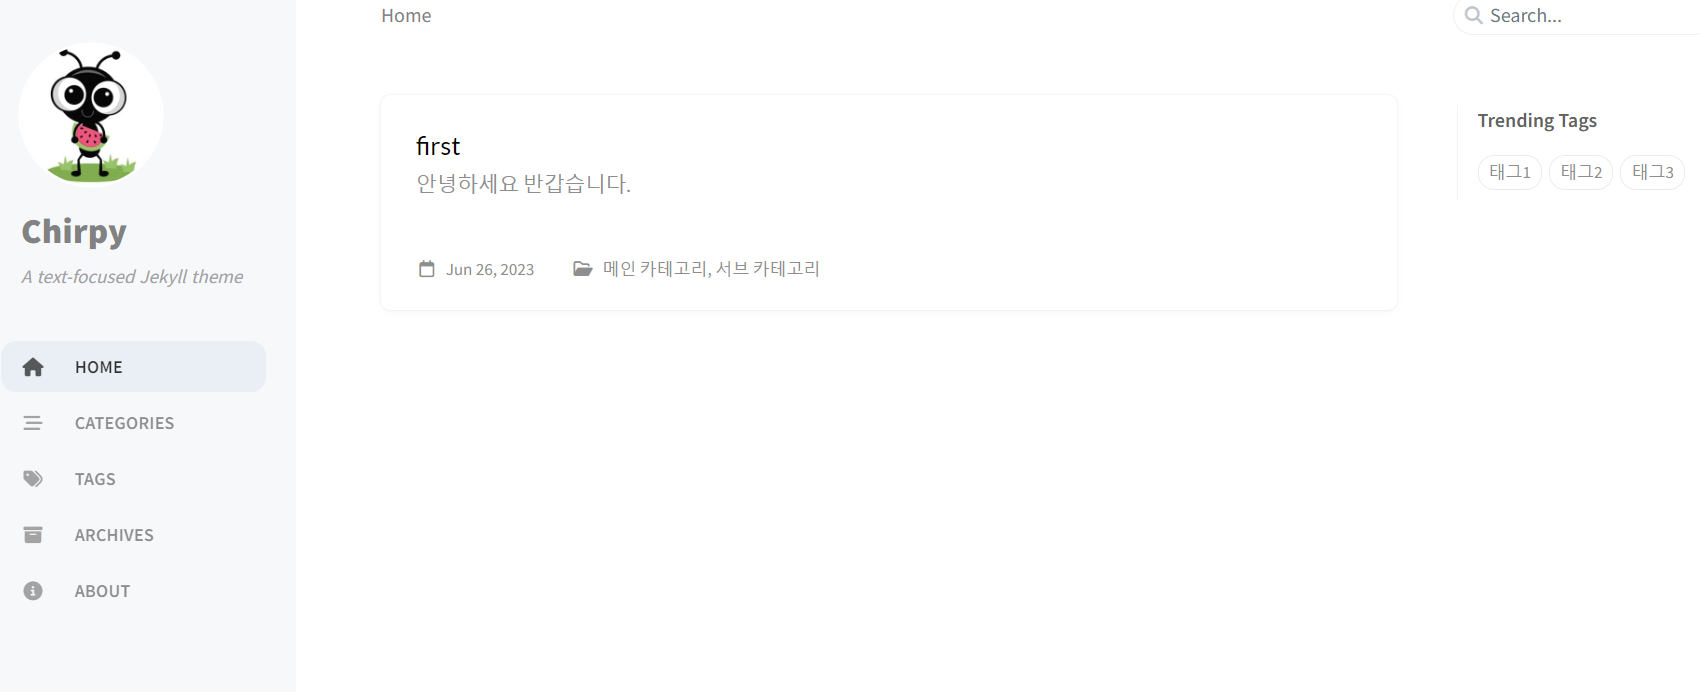 Chirpy
A text-focused Jekyll theme
HOME
CATEGORIES
TAGS
ARCHIVES
ABOUT
Home
Search...
first
안녕하세요 반갑습니다.
Jun 26, 2023 메인 카테고리, 서브 카테고리
Trending Tags
태그1 태그2 태그3